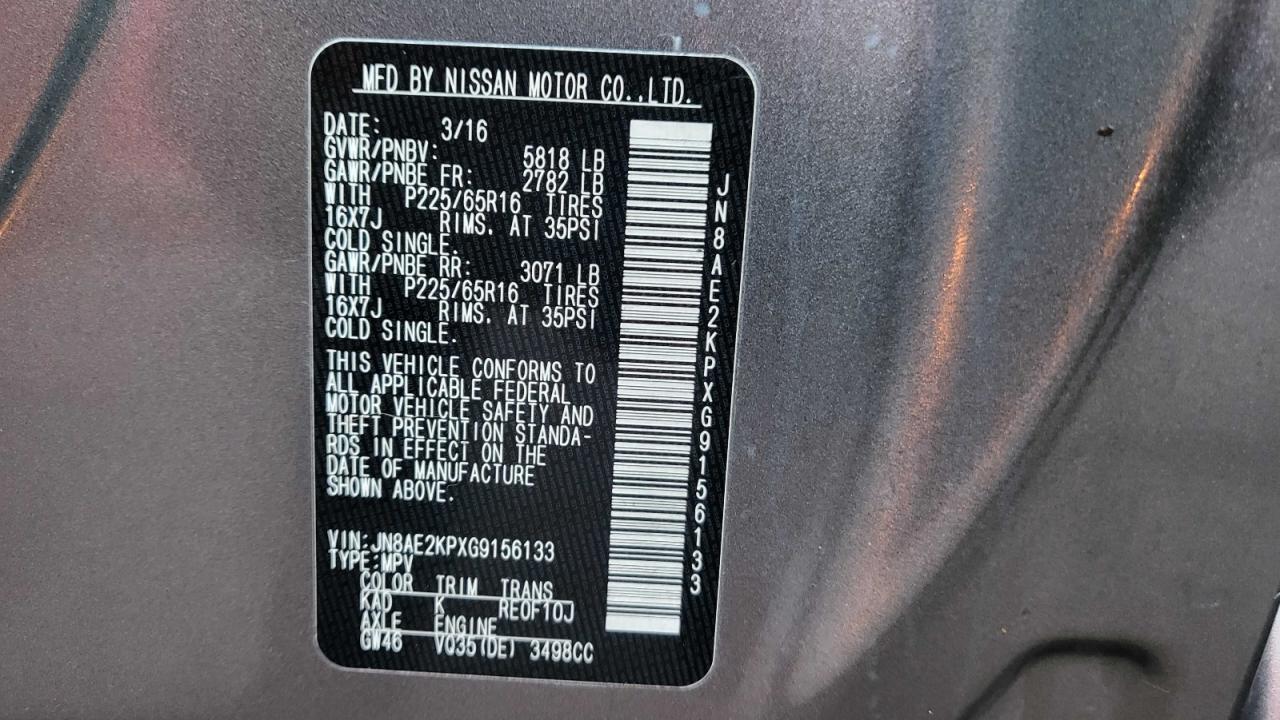 MFD BY NISSAN MOTOR CO.,LTD.
DATE: 3/16
GVWR/PNBV: 5818 LB
GAWR/PNBE FR: 2782 LB
WITH P225/65R16 TIRES
16X7J RIMS. AT 35PSI
COLD SINGLE.
GAWR/PNBE RR: 3071 LB
WITH P225/65R16 TIRES
16X7J RIMS. AT 35PSI
COLD SINGLE.
THIS VEHICLE CONFORMS TO
ALL APPLICABLE FEDERAL
MOTOR VEHICLE SAFETY AND
THEFT PREVENTION STANDA-
RDS IN EFFECT ON THE
DATE OF MANUFACTURE
SHOWN ABOVE.
VIN:JN8AE2KPXG9156133
TYPE:MPV
COLOR TRIM TRANS
KAD K RE0F10J
AXLE ENGINE
GW46 VQ35(DE) 3498CC
JN8AE2KPXG9156133